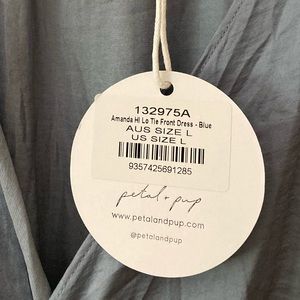 132975A
Amanda HI Lo Tie Front Dress - Blue
AUS SIZE L
US SIZE L
9357425691285
petal + pup
www.petalandpup.com
@petalandpup